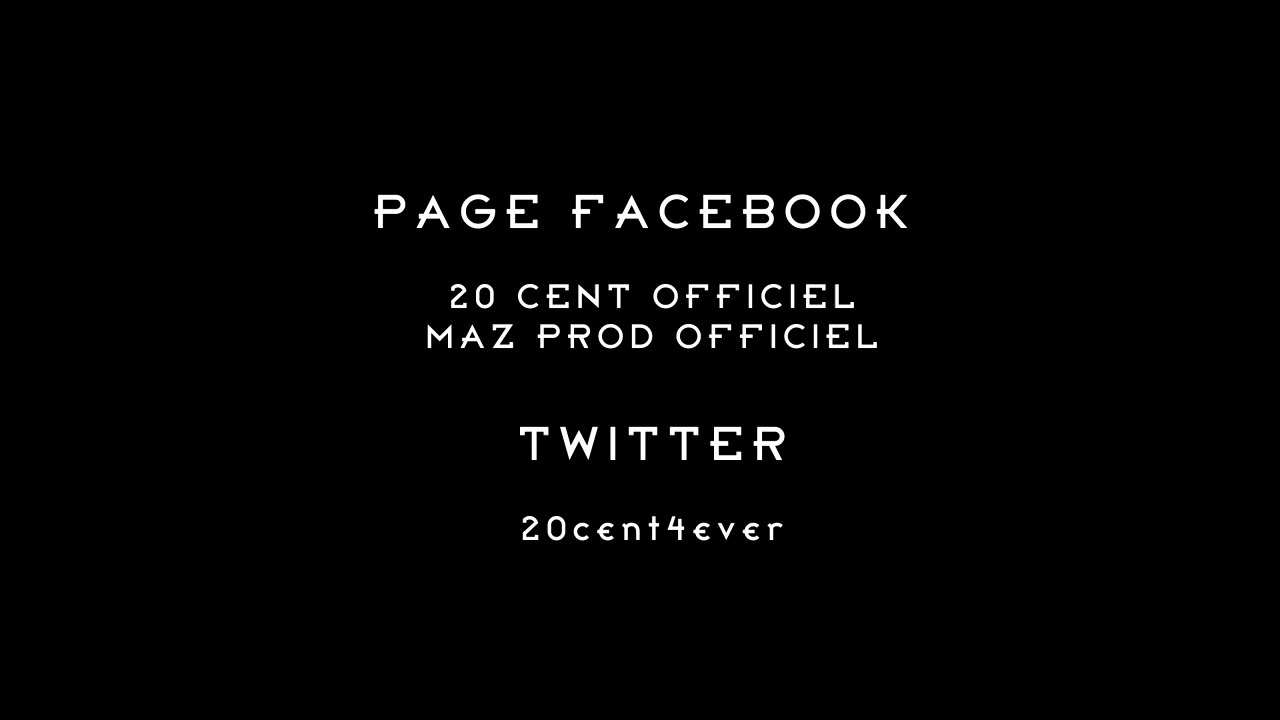 PAGE FACEBOOK
20 CENT OFFICIEL
MAZ PROD OFFICIEL
TWITTER
20cent4ever